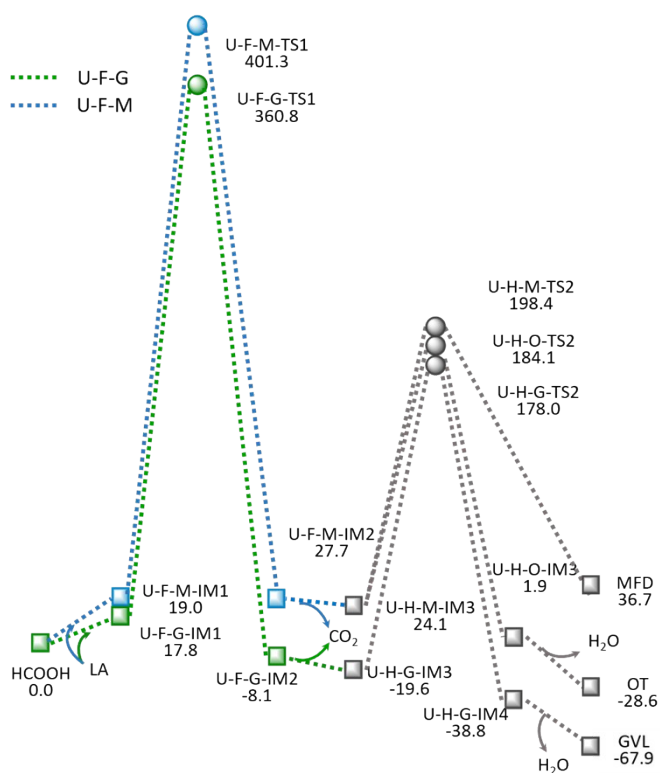 U-F-M-TS1
401.3
U-F-G
U-F-M
U-F-G-TS1
360.8
U-H-M-TS2
198.4
U-H-O-TS2
184.1
U-H-G-TS2
178.0
U-F-M-IM2
27.7
U-H-O-IM3
1.9
MFD
36.7
U-F-M-IM1
19.0
U-H-M-IM3
24.1
U-F-G-IM1
17.8
CO2
H2O
HCOOH
0.0
LA
U-F-G-IM2
-8.1
U-H-G-IM3
-19.6
OT
-28.6
U-H-G-IM4
-38.8
GVL
-67.9
H2O